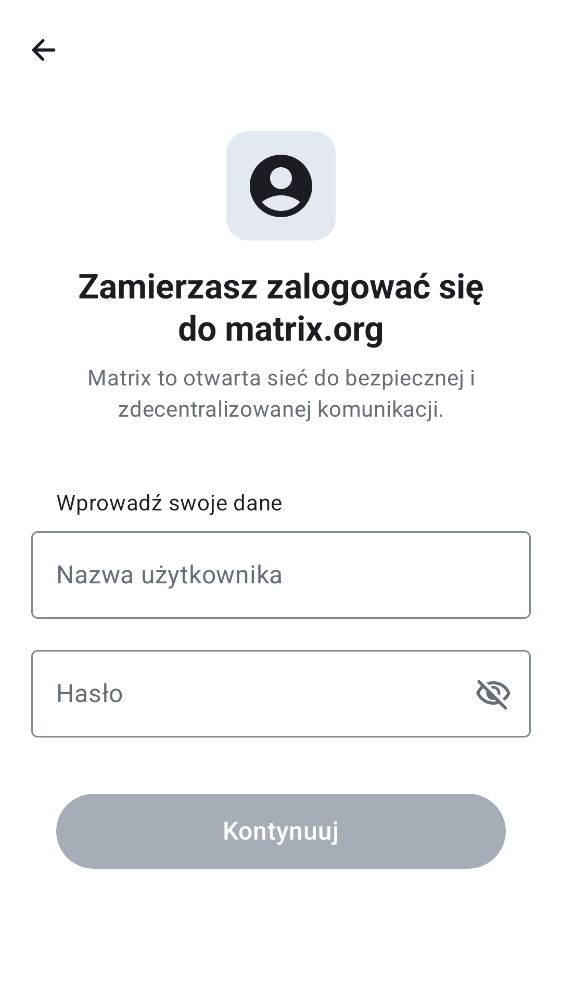 Zamierzasz zalogować się
do matrix.org
Matrix to otwarta sieć do bezpiecznej i
zdecentralizowanej komunikacji.
Wprowadź swoje dane
Nazwa użytkownika
Hasło
Kontynuuj